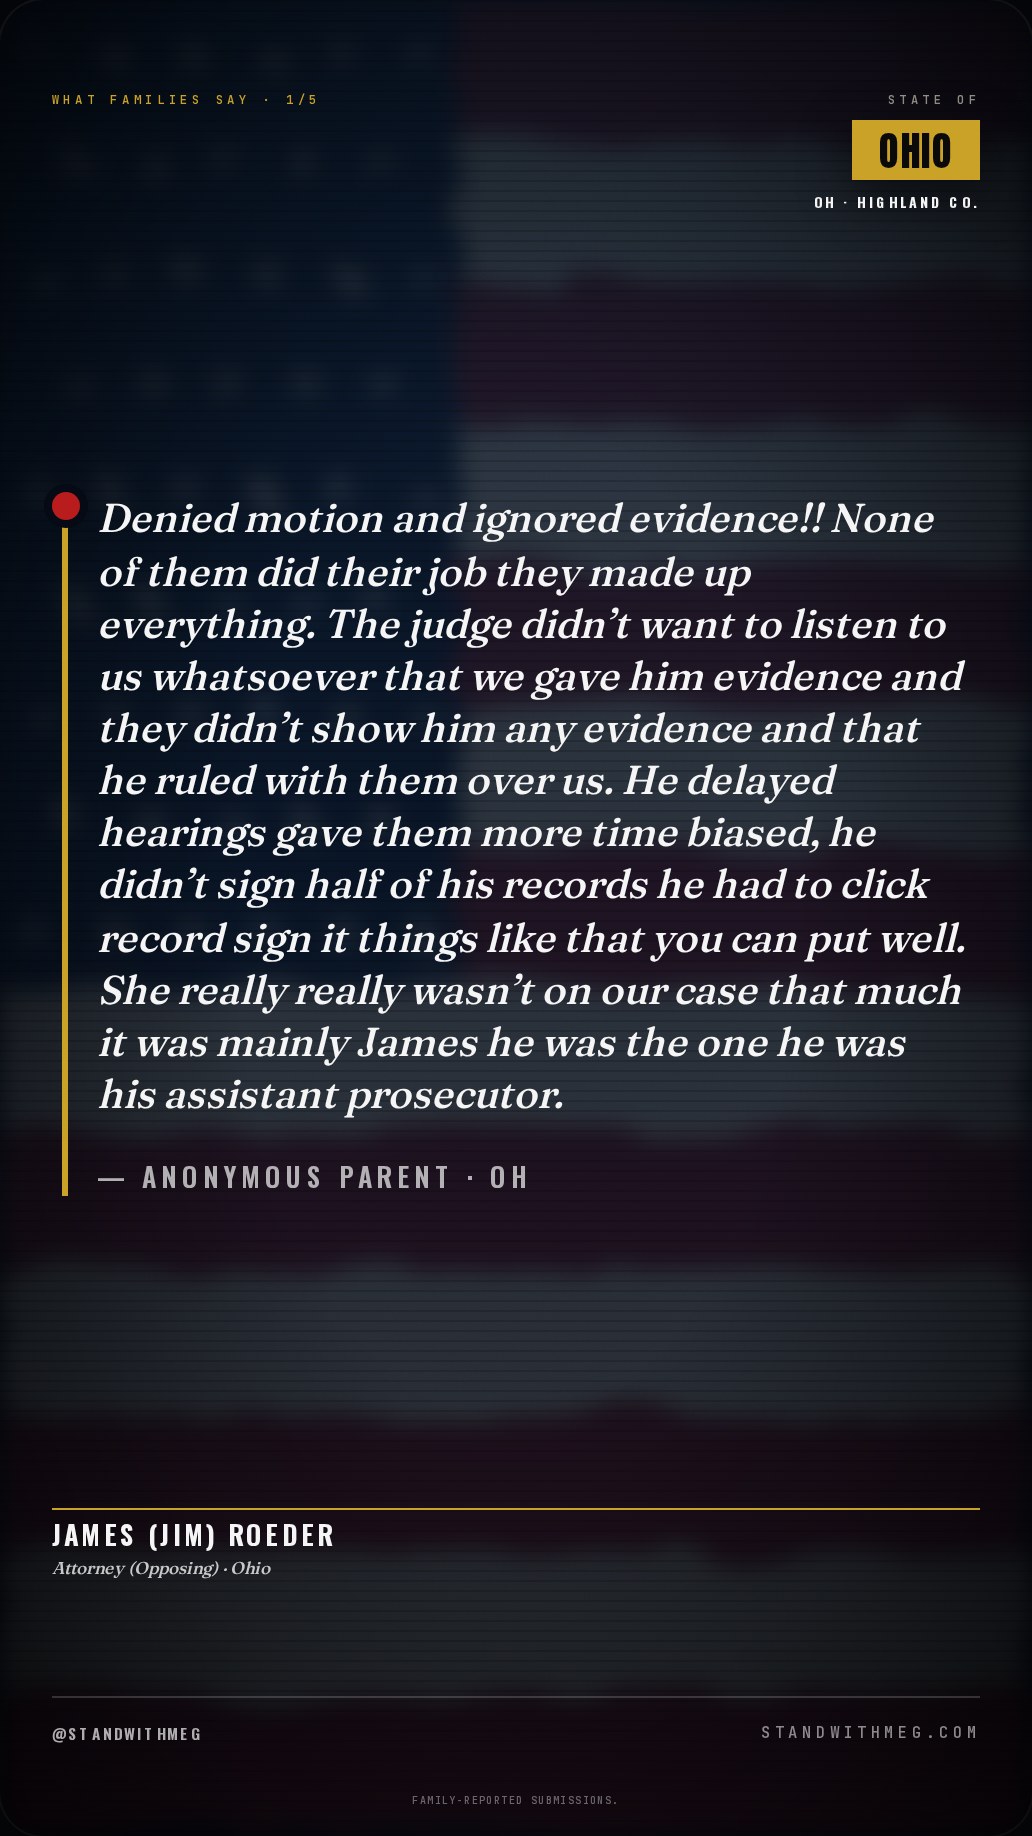 WHAT FAMILIES SAY · 1/5
STATE OF
OHIO
OH · HIGHLAND CO.
Denied motion and ignored evidence!! None
of them did their job they made up
everything. The judge didn’t want to listen to
us whatsoever that we gave him evidence and
they didn’t show him any evidence and that
he ruled with them over us. He delayed
hearings gave them more time biased, he
didn’t sign half of his records he had to click
record sign it things like that you can put well.
She really really wasn’t on our case that much
it was mainly James he was the one he was
his assistant prosecutor.
— ANONYMOUS PARENT · OH
JAMES (JIM) ROEDER
Attorney (Opposing) · Ohio
@STANDWITHMEG
STANDWITHMEG.COM
FAMILY-REPORTED SUBMISSIONS.